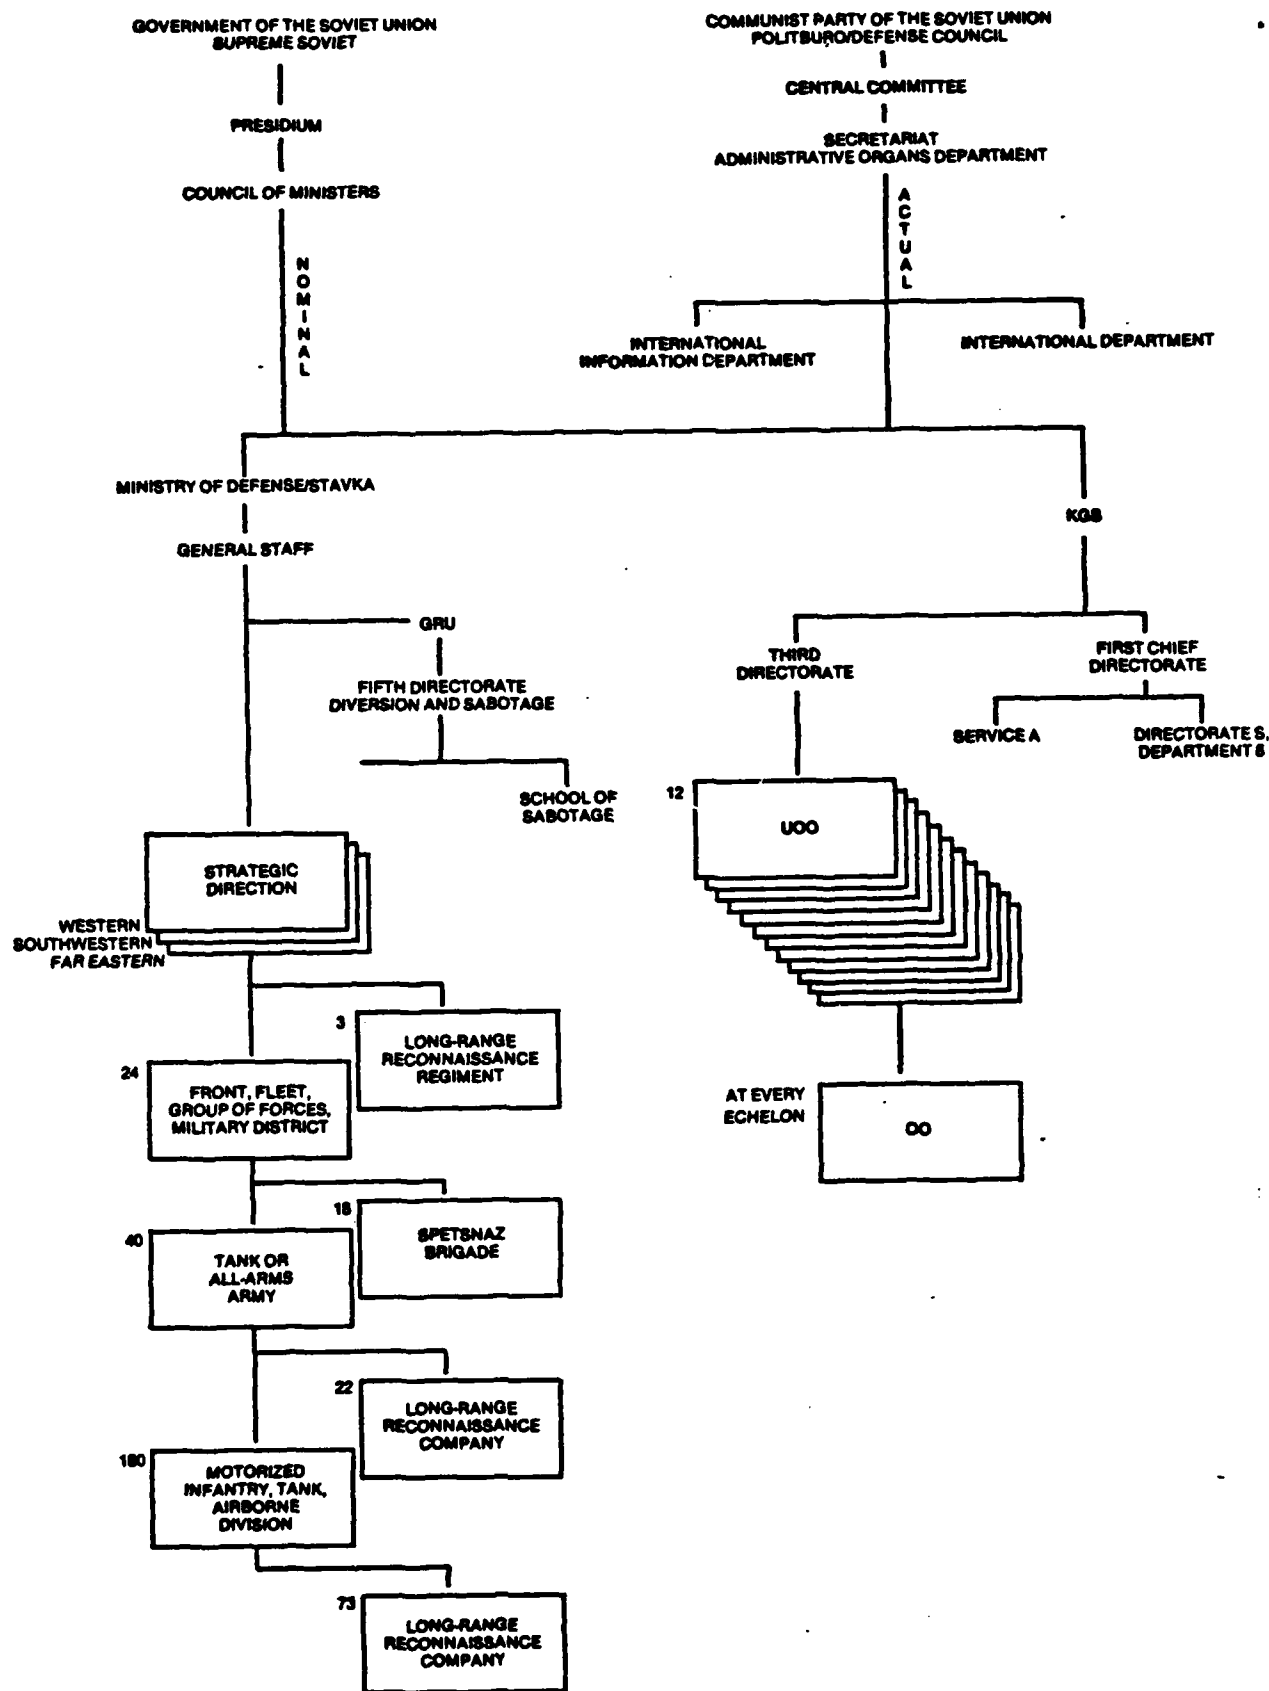 GOVERNMENT OF THE SOVIET UNION
SUPREME SOVIET
PRESIDIUM
COUNCIL OF MINISTERS
NOMINAL
COMMUNIST PARTY OF THE SOVIET UNION
POLITBURO/DEFENSE COUNCIL
CENTRAL COMMITTEE
SECRETARIAT
ADMINISTRATIVE ORGANS DEPARTMENT
ACTUAL
INTERNATIONAL
INFORMATION DEPARTMENT
INTERNATIONAL DEPARTMENT
MINISTRY OF DEFENSE/STAVKA
GENERAL STAFF
GRU
FIFTH DIRECTORATE
DIVERSION AND SABOTAGE
SCHOOL OF
SABOTAGE
STRATEGIC
DIRECTION
WESTERN
SOUTHWESTERN
FAR EASTERN
3
LONG-RANGE
RECONNAISSANCE
REGIMENT
24
FRONT, FLEET,
GROUP OF FORCES,
MILITARY DISTRICT
18
SPETSNAZ
BRIGADE
40
TANK OR
ALL-ARMS
ARMY
22
LONG-RANGE
RECONNAISSANCE
COMPANY
180
MOTORIZED
INFANTRY, TANK,
AIRBORNE
DIVISION
73
LONG-RANGE
RECONNAISSANCE
COMPANY
KGB
THIRD
DIRECTORATE
FIRST CHIEF
DIRECTORATE
SERVICE A
DIRECTORATE S,
DEPARTMENT 8
12
UOO
AT EVERY
ECHELON
OO